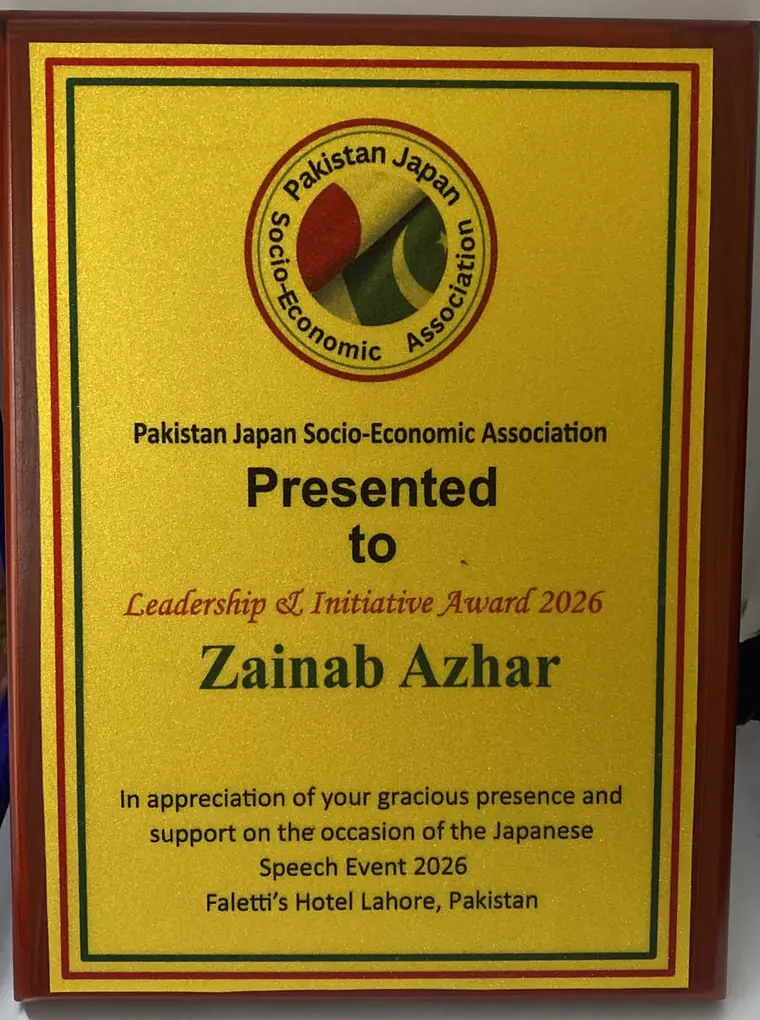 Pakistan Japan
Socio-Economic Association
Pakistan Japan Socio-Economic Association
Presented
to
Leadership & Initiative Award 2026
Zainab Azhar
In appreciation of your gracious presence and
support on the occasion of the Japanese
Speech Event 2026
Faletti's Hotel Lahore, Pakistan